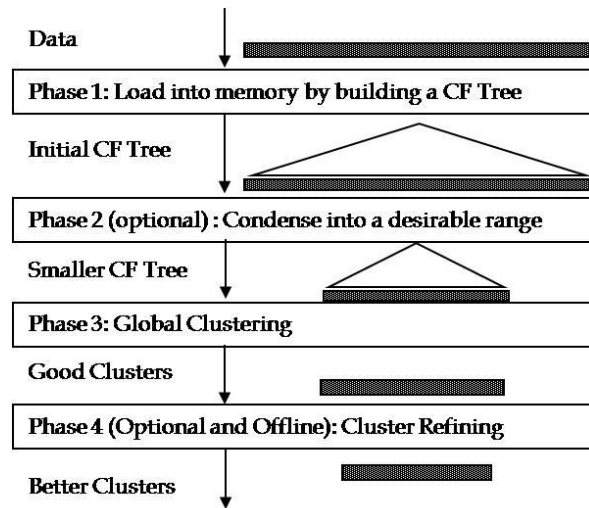 Data
Phase 1: Load into memory by building a CF Tree
Initial CF Tree
Phase 2 (optional) : Condense into a desirable range
Smaller CF Tree
Phase 3: Global Clustering
Good Clusters
Phase 4 (Optional and Offline): Cluster Refining
Better Clusters